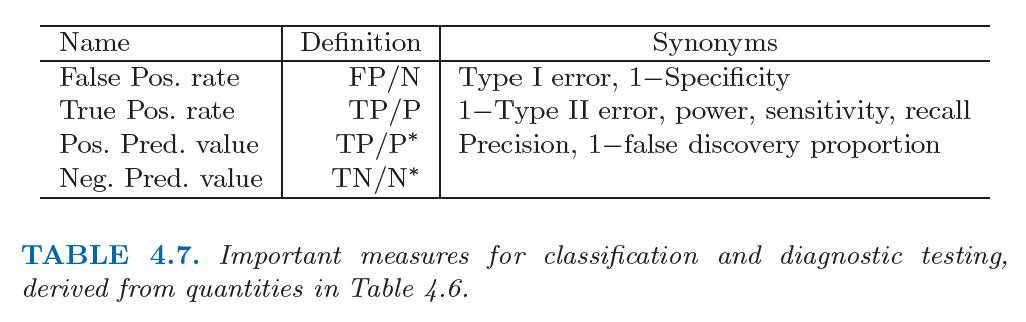 Name Definition Synonyms
False Pos. rate FP/N Type I error, 1−Specificity
True Pos. rate TP/P 1−Type II error, power, sensitivity, recall
Pos. Pred. value TP/P* Precision, 1−false discovery proportion
Neg. Pred. value TN/N*
TABLE 4.7. Important measures for classification and diagnostic testing,
derived from quantities in Table 4.6.